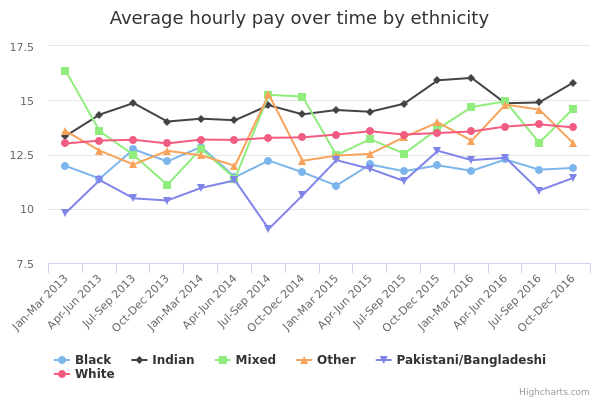 Average hourly pay over time by ethnicity
17.5
15
12.5
10
7.5
Jan-Mar 2013
Apr-Jun 2013
Jul-Sep 2013
Oct-Dec 2013
Jan-Mar 2014
Apr-Jun 2014
Jul-Sep 2014
Oct-Dec 2014
Jan-Mar 2015
Apr-Jun 2015
Jul-Sep 2015
Oct-Dec 2015
Jan-Mar 2016
Apr-Jun 2016
Jul-Sep 2016
Oct-Dec 2016
Black Indian Mixed Other Pakistani/Bangladeshi
White
Highcharts.com